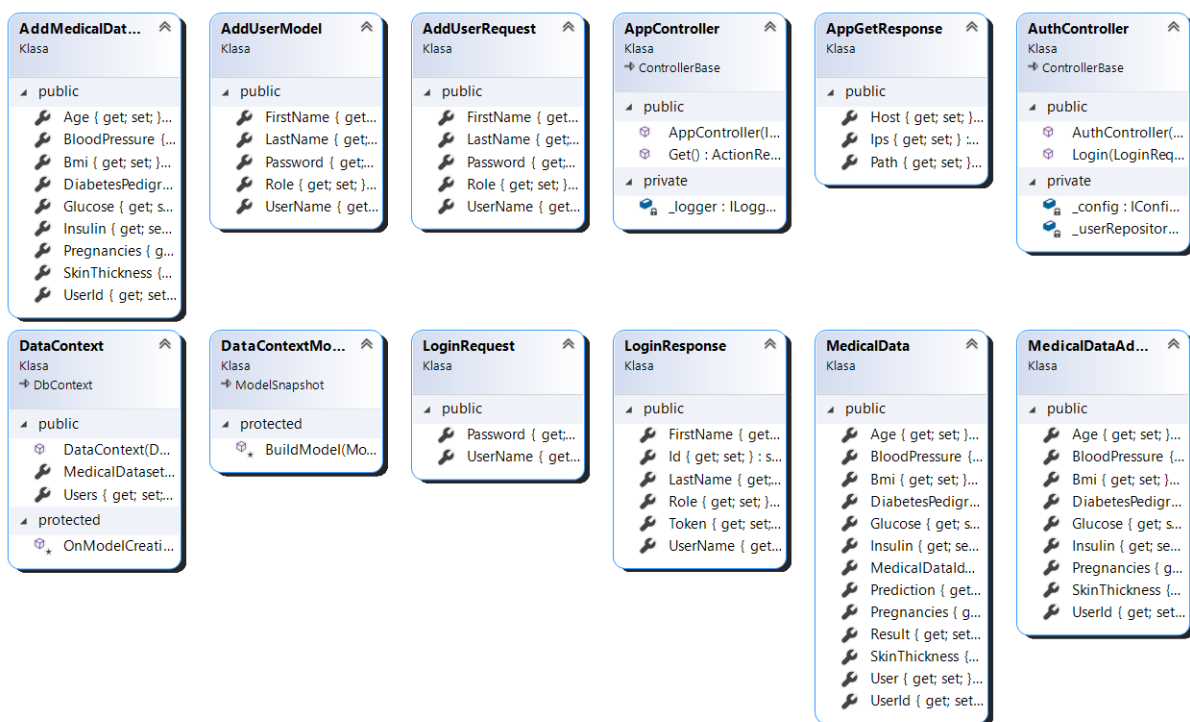 AddMedicalDat...
Klasa
public
Age { get; set; }...
BloodPressure {...
Bmi { get; set; }...
DiabetesPedigr...
Glucose { get; s...
Insulin { get; se...
Pregnancies { g...
SkinThickness {...
UserId { get; set...
AddUserModel
Klasa
public
FirstName { get...
LastName { get;...
Password { get;...
Role { get; set; }...
UserName { get...
AddUserRequest
Klasa
public
FirstName { get...
LastName { get;...
Password { get;...
Role { get; set; }...
UserName { get...
AppController
Klasa
ControllerBase
public
AppController(I...
Get() : ActionRe...
private
_logger : ILogg...
AppGetResponse
Klasa
public
Host { get; set; }...
Ips { get; set; } :...
Path { get; set; }...
AuthController
Klasa
ControllerBase
public
AuthController(...
Login(LoginReq...
private
_config : IConfi...
_userRepositor...
DataContext
Klasa
DbContext
public
DataContext(D...
MedicalDataset...
Users { get; set;...
protected
OnModelCreati...
DataContextMo...
Klasa
ModelSnapshot
protected
BuildModel(Mo...
LoginRequest
Klasa
public
Password { get;...
UserName { get...
LoginResponse
Klasa
public
FirstName { get...
Id { get; set; } : s...
LastName { get;...
Role { get; set; }...
Token { get; set;...
UserName { get...
MedicalData
Klasa
public
Age { get; set; }...
BloodPressure {...
Bmi { get; set; }...
DiabetesPedigr...
Glucose { get; s...
Insulin { get; se...
MedicalDataId...
Prediction { get...
Pregnancies { g...
Result { get; set...
SkinThickness {...
User { get; set; }...
UserId { get; set...
MedicalDataAd...
Klasa
public
Age { get; set; }...
BloodPressure {...
Bmi { get; set; }...
DiabetesPedigr...
Glucose { get; s...
Insulin { get; se...
Pregnancies { g...
SkinThickness {...
UserId { get; set...